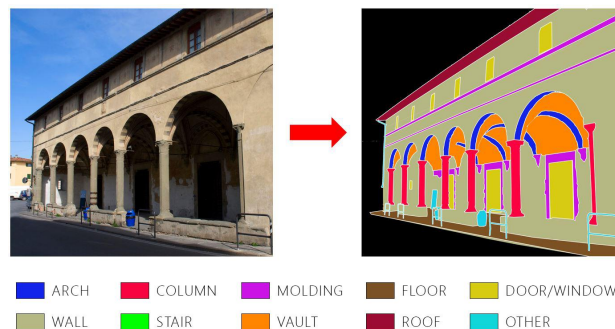 ARCH COLUMN MOLDING FLOOR DOOR/WINDOW
WALL STAIR VAULT ROOF OTHER